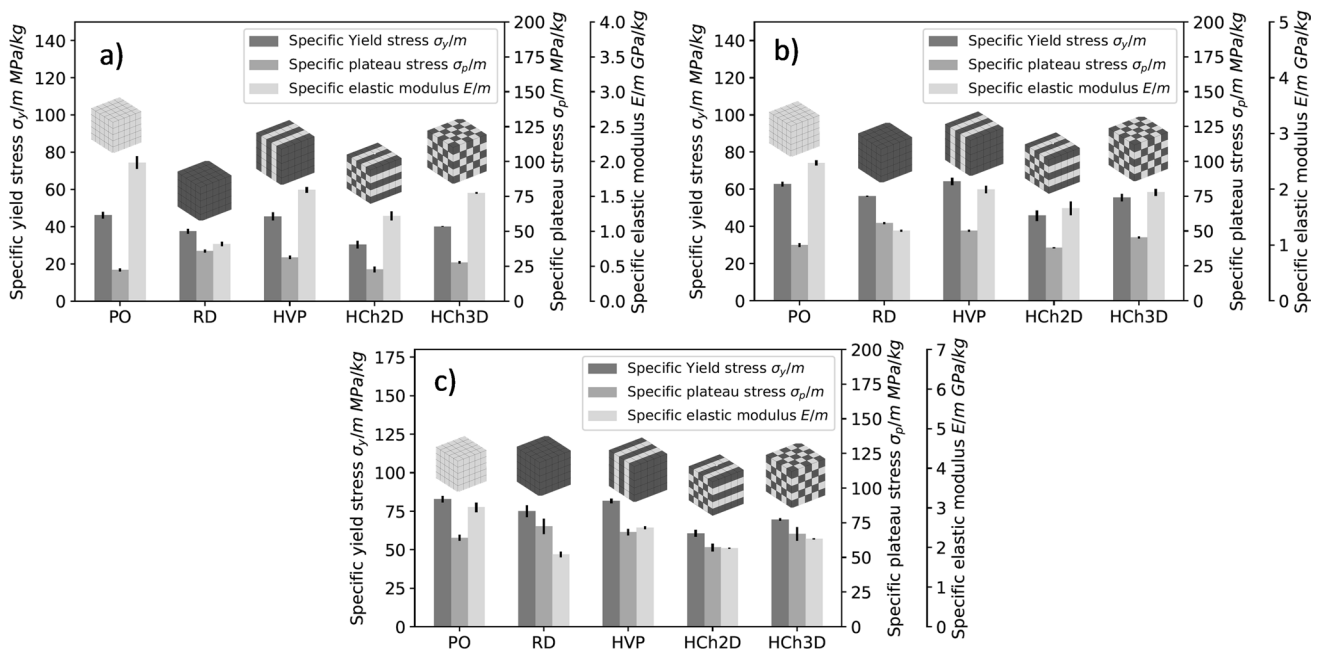 a)
Specific yield stress σy/m MPa/kg
140
120
100
80
60
40
20
0
Specific Yield stress σy/m
Specific plateau stress σp/m
Specific elastic modulus E/m
PO
RD
HVP
HCh2D
HCh3D
200
175
150
125
100
75
50
25
0
Specific plateau stress σp/m MPa/kg
4.0
3.5
3.0
2.5
2.0
1.5
1.0
0.5
0.0
Specific elastic modulus E/m GPa/kg
b)
Specific yield stress σy/m MPa/kg
140
120
100
80
60
40
20
0
Specific Yield stress σy/m
Specific plateau stress σp/m
Specific elastic modulus E/m
PO
RD
HVP
HCh2D
HCh3D
200
175
150
125
100
75
50
25
0
Specific plateau stress σp/m MPa/kg
5
4
3
2
1
0
Specific elastic modulus E/m GPa/kg
c)
Specific yield stress σy/m MPa/kg
175
150
125
100
75
50
25
0
Specific Yield stress σy/m
Specific plateau stress σp/m
Specific elastic modulus E/m
PO
RD
HVP
HCh2D
HCh3D
200
175
150
125
100
75
50
25
0
Specific plateau stress σp/m MPa/kg
7
6
5
4
3
2
1
0
Specific elastic modulus E/m GPa/kg